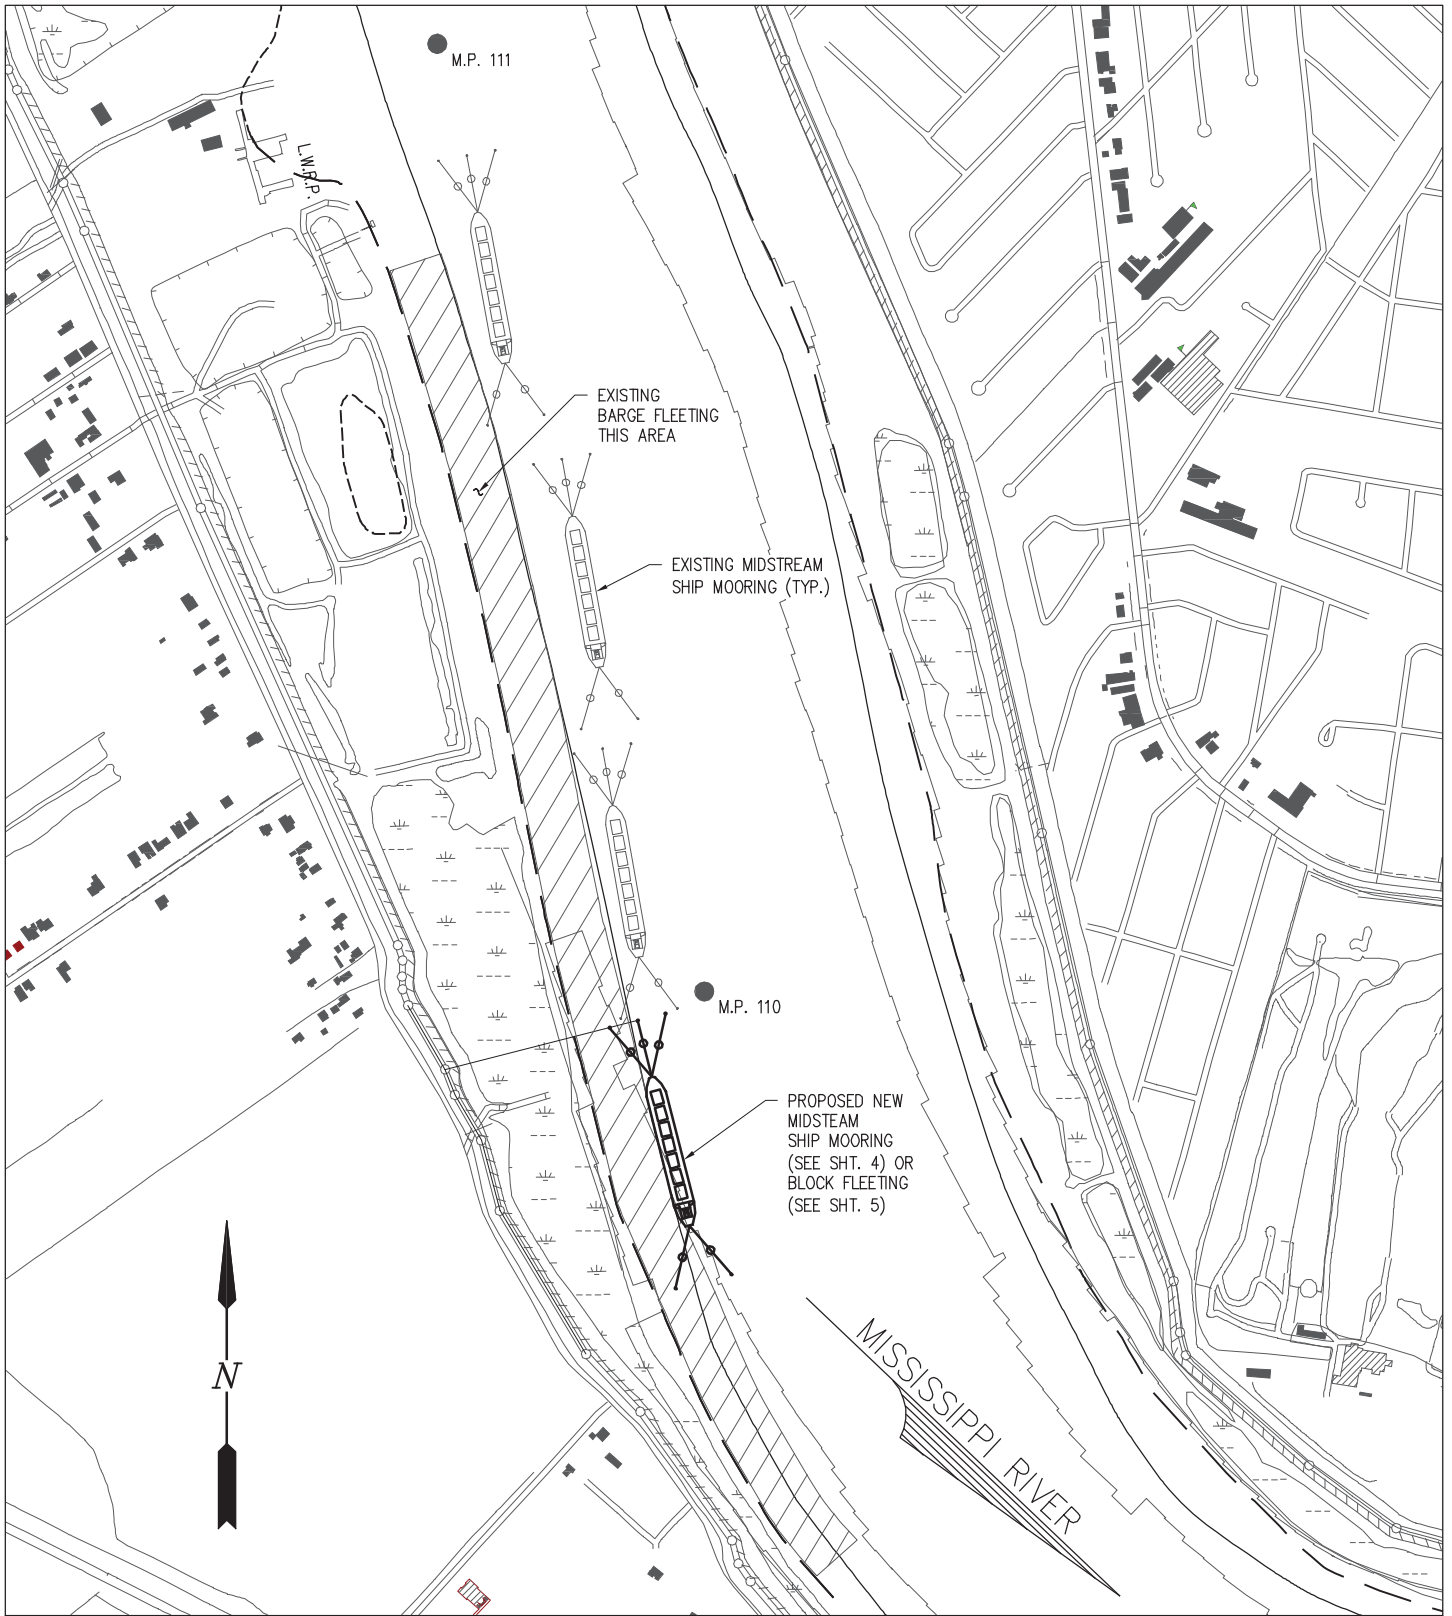 M.P. 111
L.W.R.P.
EXISTING
BARGE FLEETING
THIS AREA
EXISTING MIDSTREAM
SHIP MOORING (TYP.)
M.P. 110
PROPOSED NEW
MIDSTEAM
SHIP MOORING
(SEE SHT. 4) OR
BLOCK FLEETING
(SEE SHT. 5)
MISSISSIPPI RIVER
N